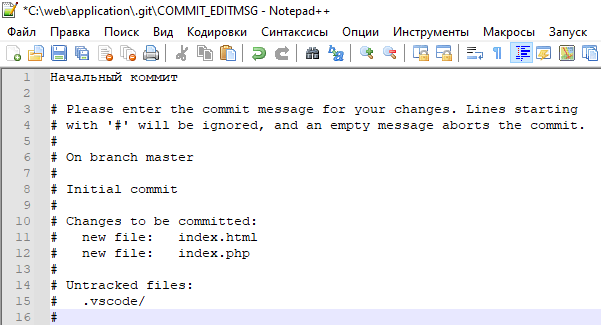 *C:\web\application\.git\COMMIT_EDITMSG - Notepad++
Файл Правка Поиск Вид Кодировки Синтаксисы Опции Инструменты Макросы Запуск
1 Начальный коммит
2
3 # Please enter the commit message for your changes. Lines starting
4 # with '#' will be ignored, and an empty message aborts the commit.
5 #
6 # On branch master
7 #
8 # Initial commit
9 #
10 # Changes to be committed:
11 #   new file:   index.html
12 #   new file:   index.php
13 #
14 # Untracked files:
15 #   .vscode/
16 #